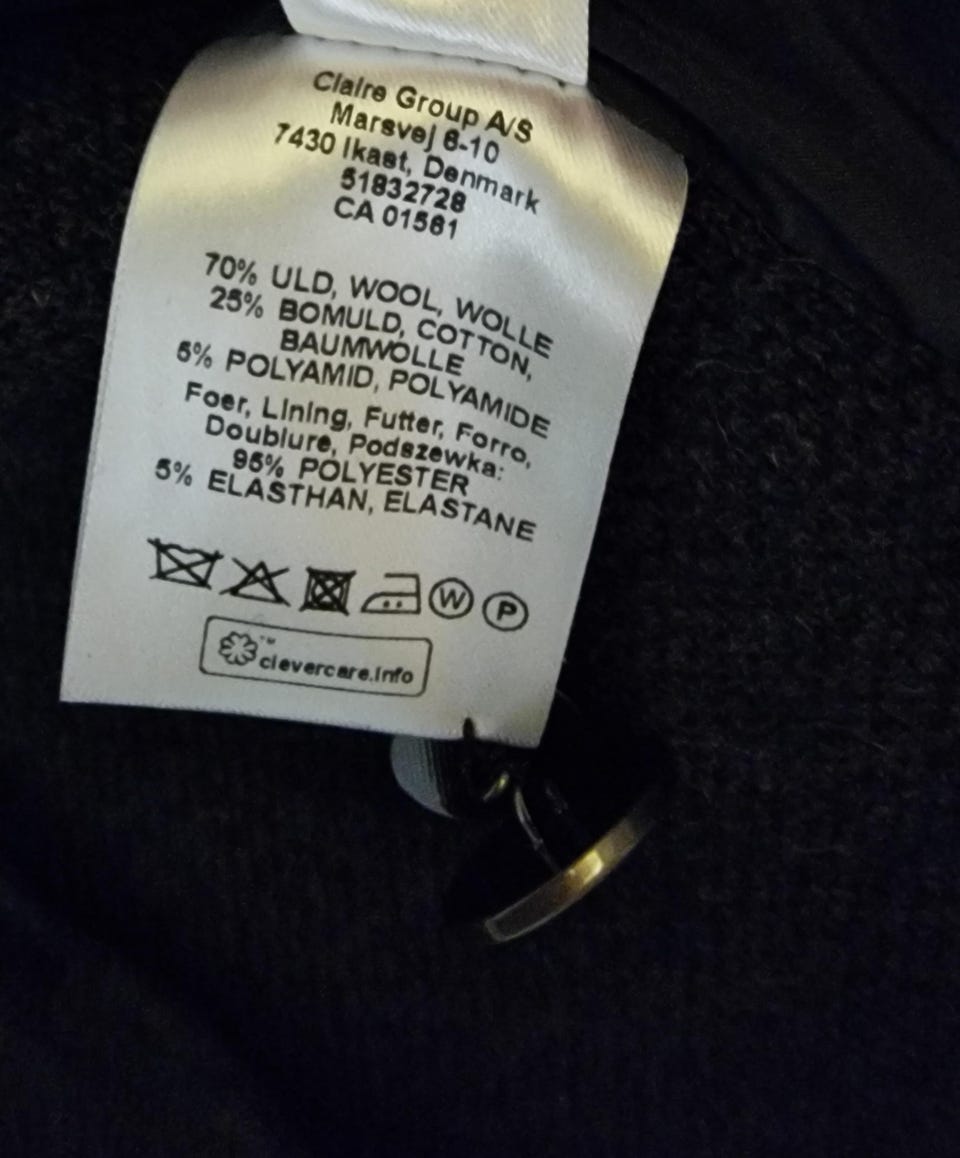 Claire Group A/S
Marsvej 6-10
7430 Ikast, Denmark
51832728
CA 01561
70% ULD, WOOL, WOLLE
25% BOMULD, COTTON,
BAUMWOLLE
5% POLYAMID, POLYAMIDE
Foer, Lining, Futter, Forro,
Doublure, Podszewka:
95% POLYESTER
5% ELASTHAN, ELASTANE
W P
™
clevercare.info